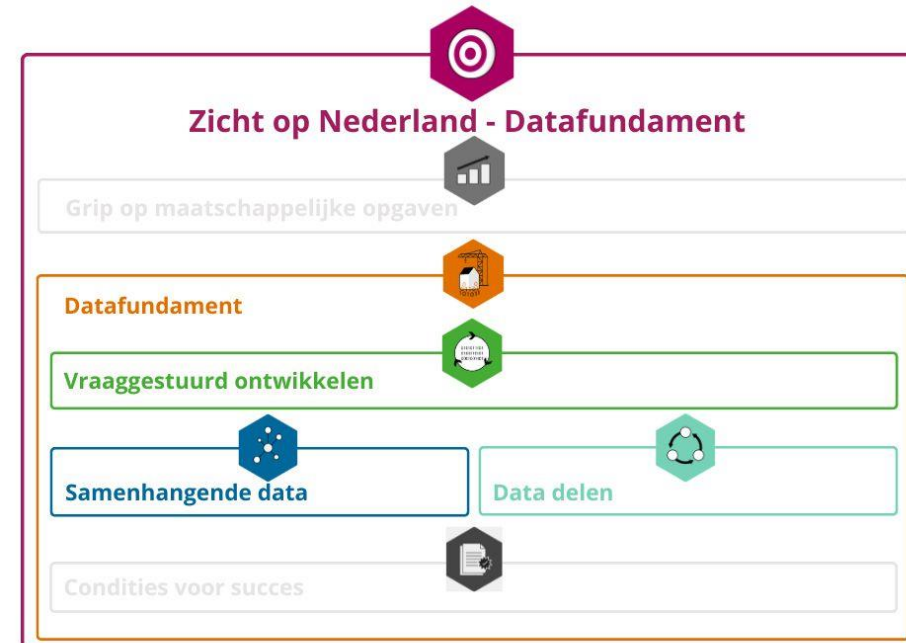 Zicht op Nederland - Datafundament
Grip op maatschappelijke opgaven
Datafundament
Vraaggestuurd ontwikkelen
Samenhangende data
Data delen
Condities voor succes